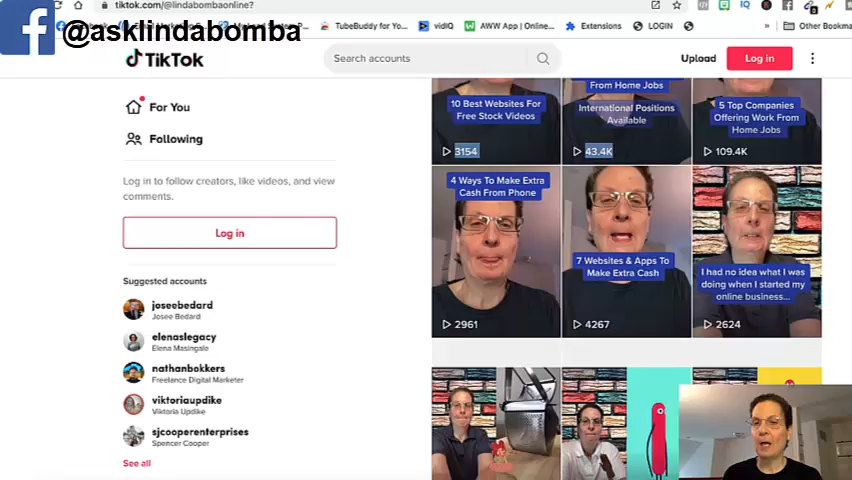 tiktok.com/@lindabombaonline?
TubeBuddy for You...
vidIQ
AWW App | Online...
Extensions
LOGIN
Other Bookma
@asklindabomba
TikTok
Search accounts
Upload
Log in
For You
Following
Log in to follow creators, like videos, and view
comments.
Log in
Suggested accounts
joseebedard
Josee Bedard
elenaslegacy
Elena Masingale
nathanbokkers
Freelance Digital Marketer
viktoriaupdike
Viktoria Updike
sjcooperenterprises
Spencer Cooper
See all
10 Best Websites For
Free Stock Videos
3154
From Home Jobs
International Positions
Available
43.4K
5 Top Companies
Offering Work From
Home Jobs
109.4K
4 Ways To Make Extra
Cash From Phone
2961
7 Websites & Apps To
Make Extra Cash
4267
I had no idea what I was
doing when I started my
online business...
2624